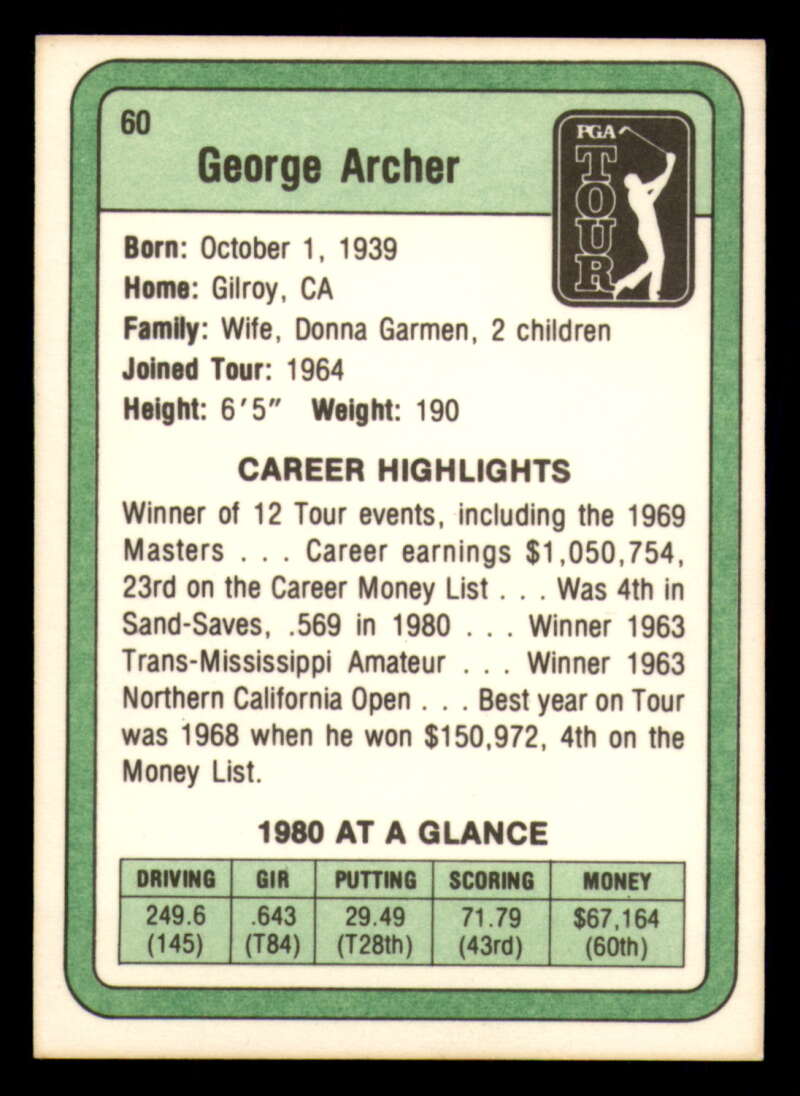 60
George Archer
PGA
TOUR
Born: October 1, 1939
Home: Gilroy, CA
Family: Wife, Donna Garmen, 2 children
Joined Tour: 1964
Height: 6'5" Weight: 190
CAREER HIGHLIGHTS
Winner of 12 Tour events, including the 1969
Masters . . . Career earnings $1,050,754,
23rd on the Career Money List . . . Was 4th in
Sand-Saves, .569 in 1980 . . . Winner 1963
Trans-Mississippi Amateur . . . Winner 1963
Northern California Open . . . Best year on Tour
was 1968 when he won $150,972, 4th on the
Money List.
1980 AT A GLANCE
DRIVING GIR PUTTING SCORING MONEY
249.6 .643 29.49 71.79 $67,164
(145) (T84) (T28th) (43rd) (60th)